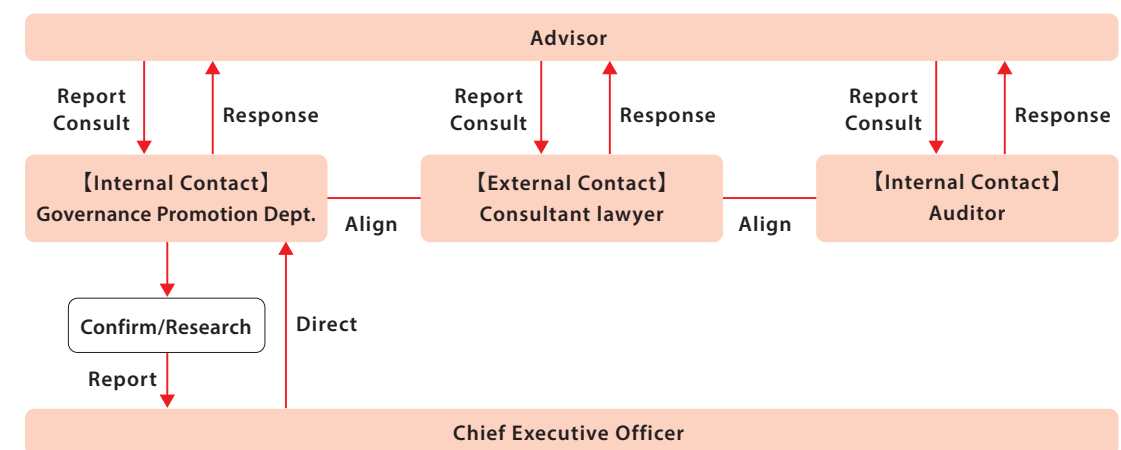 Advisor
Report
Consult
Response
Report
Consult
Response
Report
Consult
Response
【Internal Contact】
Governance Promotion Dept.
Align
【External Contact】
Consultant lawyer
Align
【Internal Contact】
Auditor
Confirm/Research
Direct
Report
Chief Executive Officer